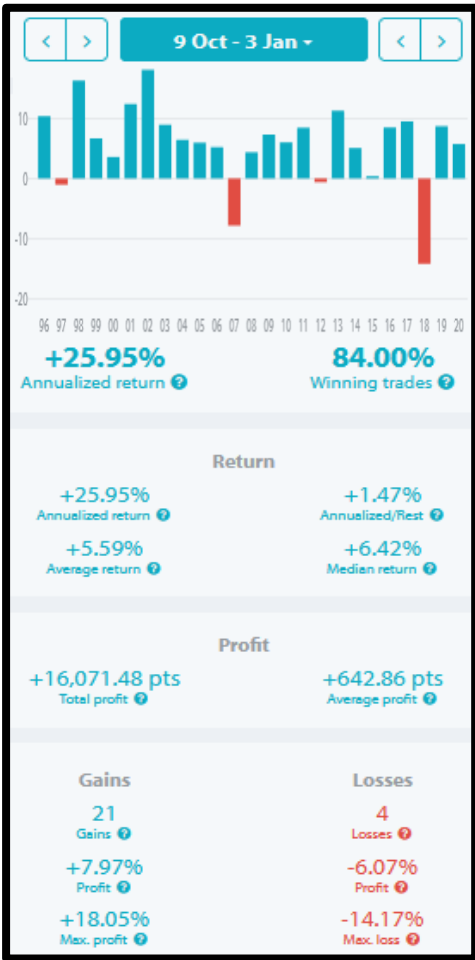 9 Oct - 3 Jan
10
0
-10
-20
96 97 98 99 00 01 02 03 04 05 06 07 08 09 10 11 12 13 14 15 16 17 18 19 20
+25.95% 84.00%
Annualized return ? Winning trades ?
Return
+25.95% +1.47%
Annualized return ? Annualized/Rest ?
+5.59% +6.42%
Average return ? Median return ?
Profit
+16,071.48 pts +642.86 pts
Total profit ? Average profit ?
Gains Losses
21 4
Gains ? Losses ?
+7.97% -6.07%
Profit ? Profit ?
+18.05% -14.17%
Max. profit ? Max. loss ?